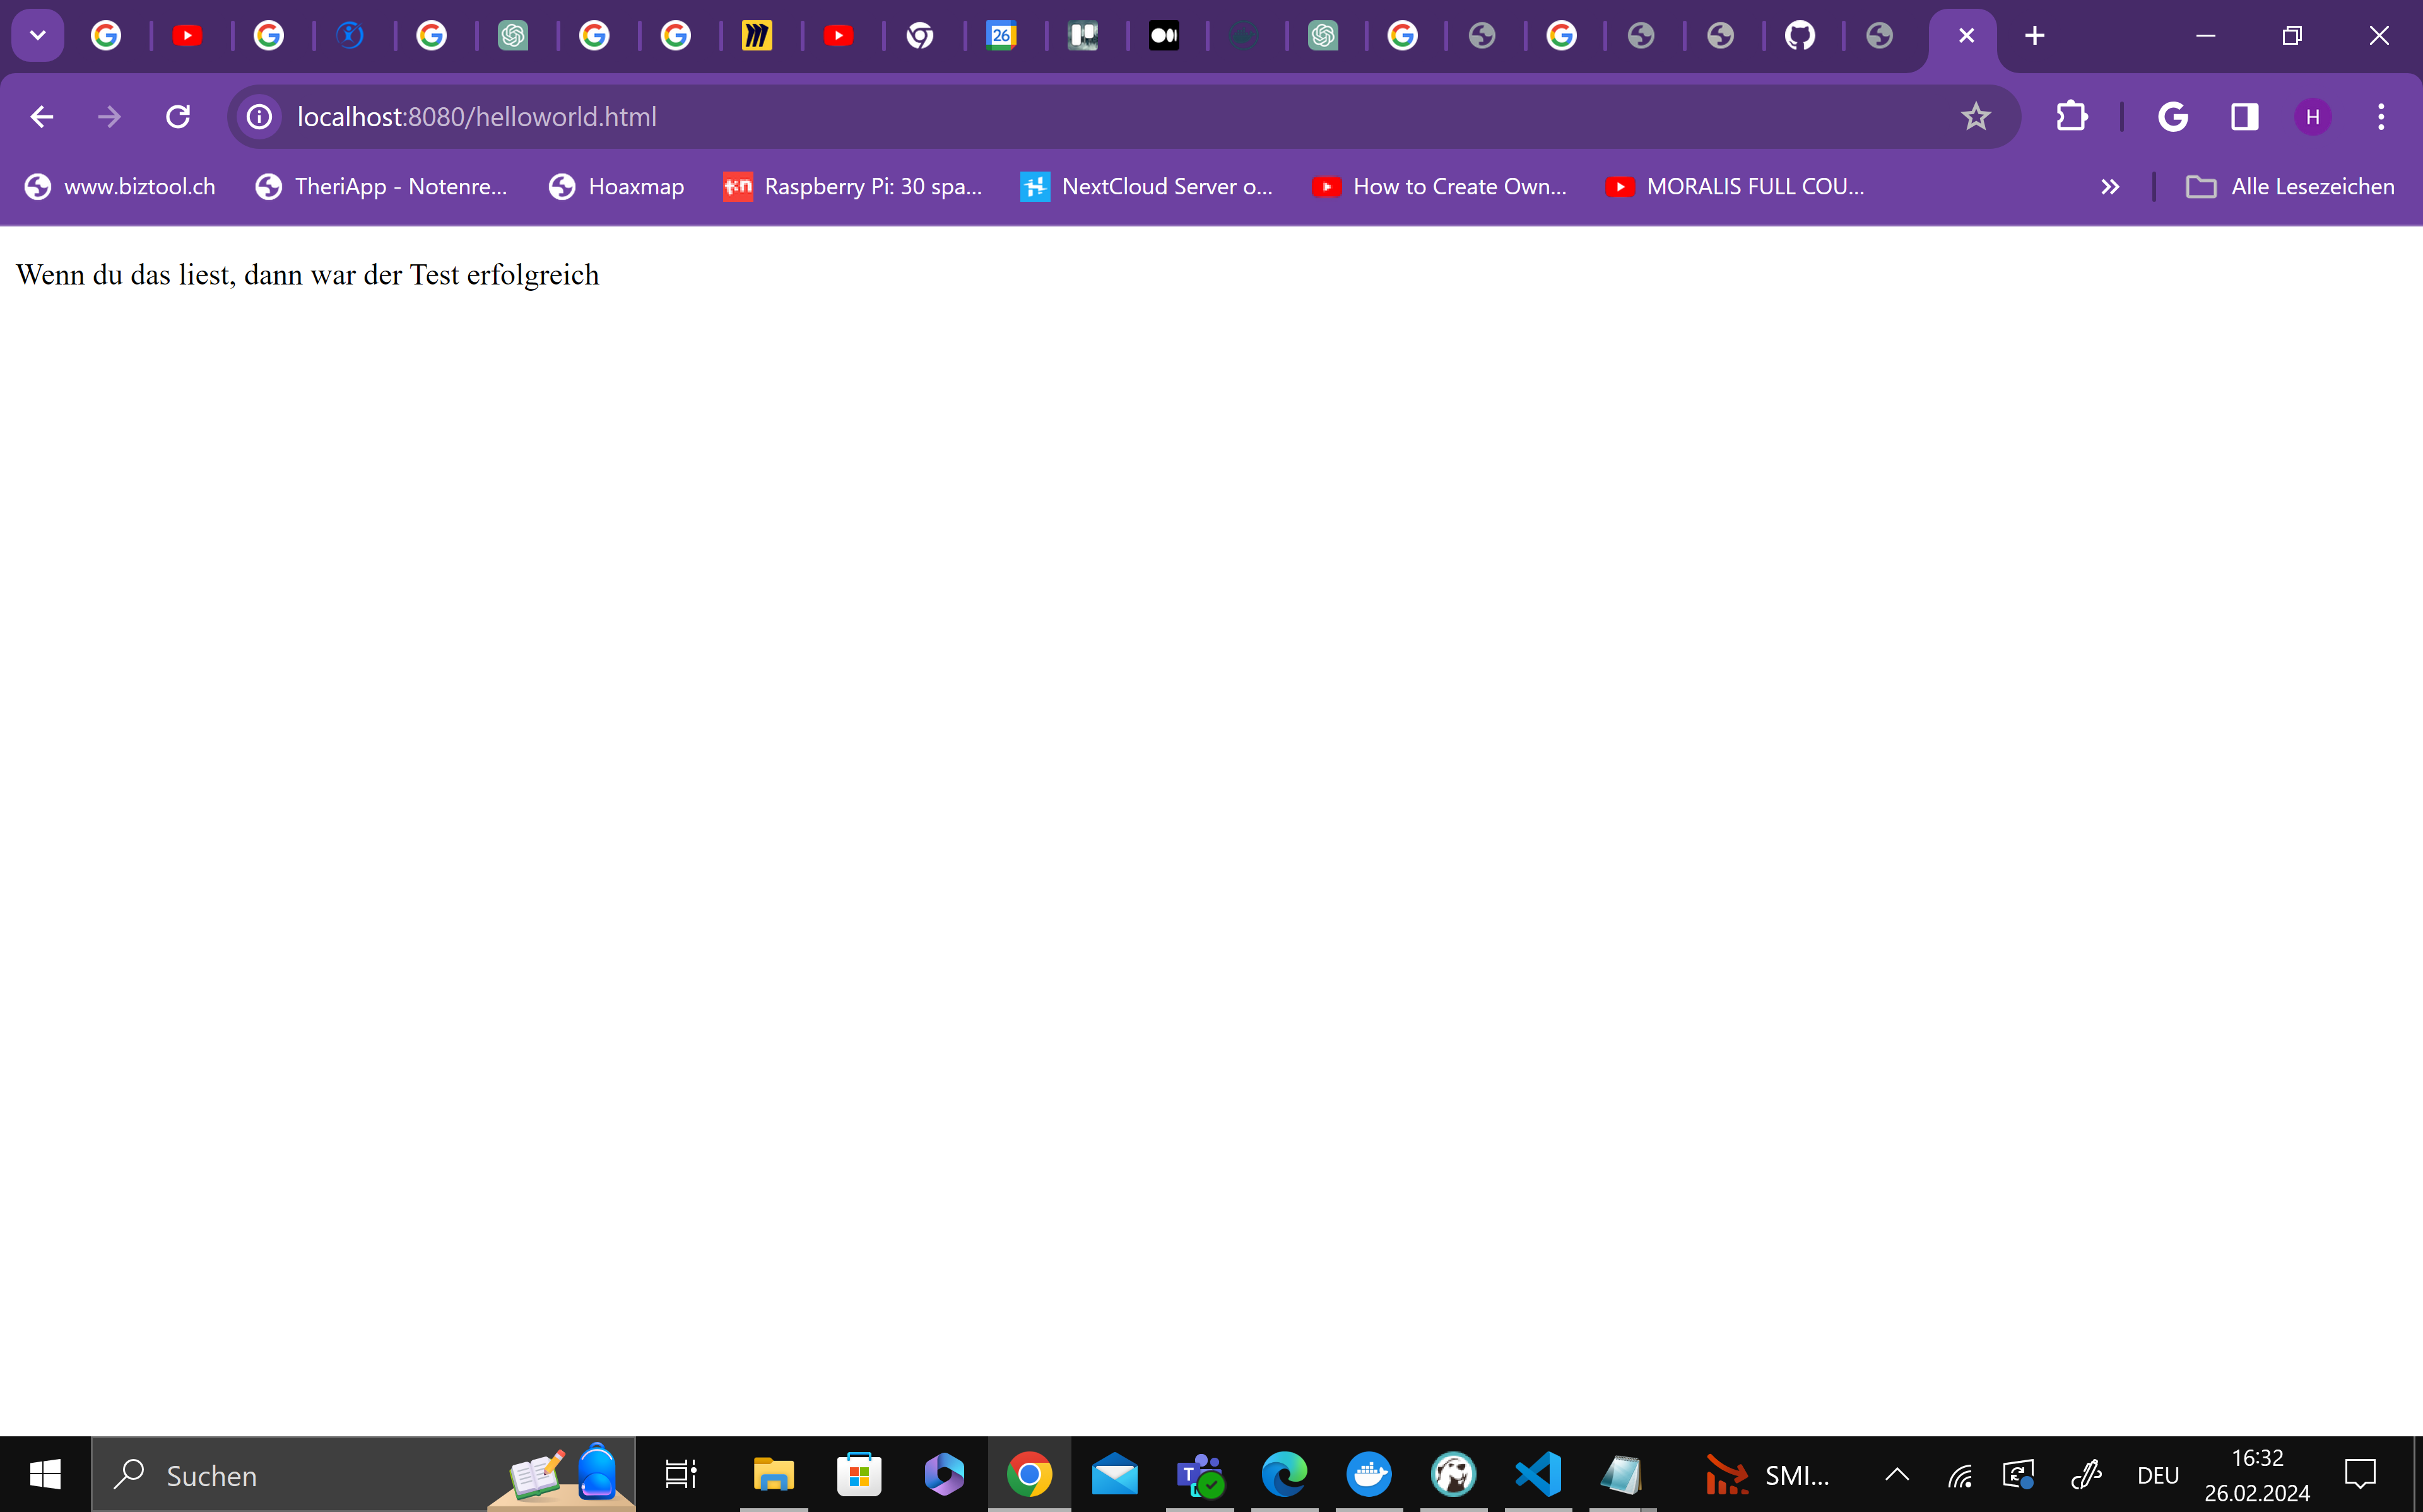 26
localhost:8080/helloworld.html
H
www.biztool.ch
TheriApp - Notenre...
Hoaxmap
Raspberry Pi: 30 spa...
NextCloud Server o...
How to Create Own...
MORALIS FULL COU...
Alle Lesezeichen
Wenn du das liest, dann war der Test erfolgreich
Suchen
SMI...
DEU
16:32
26.02.2024